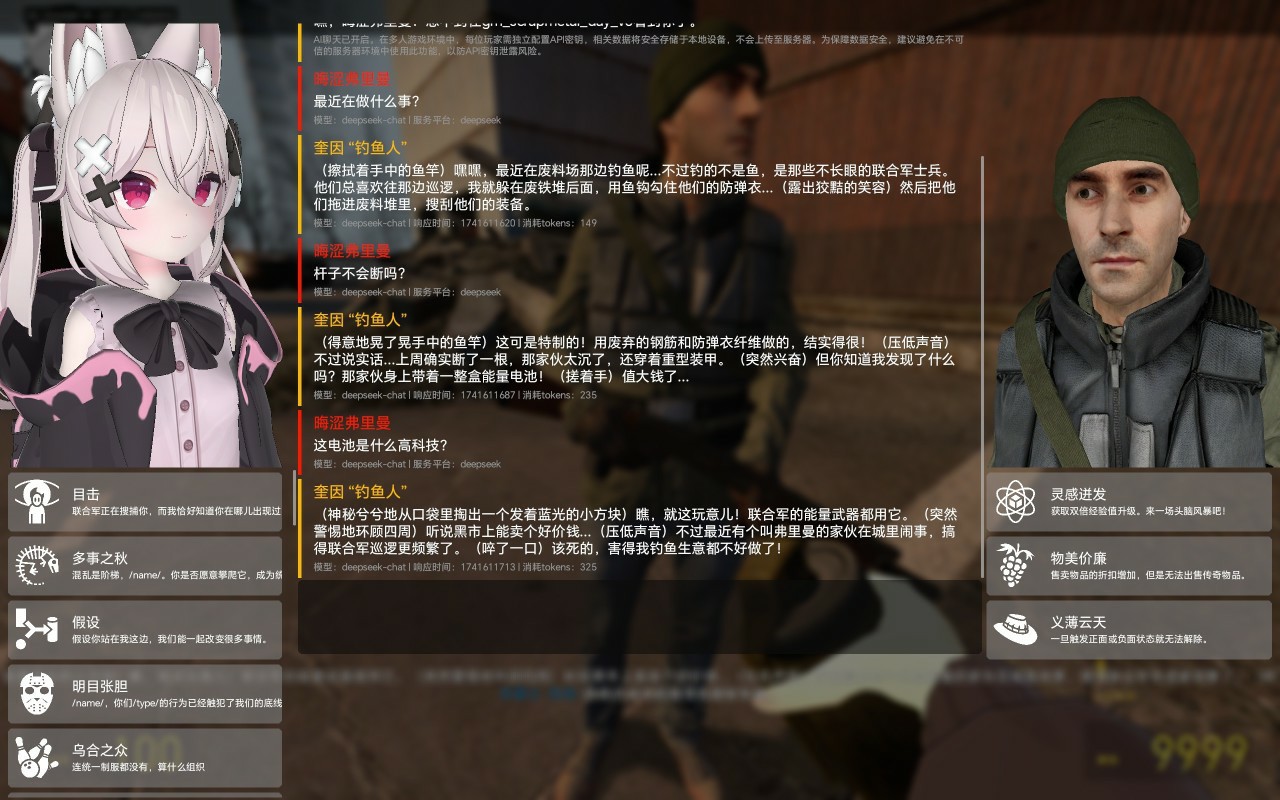 AI聊天已开启，在多人游戏环境中，每位玩家需独立配置API密钥，相关数据将安全存储于本地设备，不会上传至服务器。为保障数据安全，建议避免在不可
信的服务器环境中使用此功能，以防API密钥泄露风险。
晦涩弗里曼
最近在做什么事？
模型：deepseek-chat | 服务平台：deepseek
奎因 “钓鱼人”
（擦拭着手中的鱼竿）嘿嘿，最近在废料场那边钓鱼呢...不过钓的不是鱼，是那些不长眼的联合军士兵。
他们总喜欢往那边巡逻，我就躲在废铁堆后面，用鱼钩勾住他们的防弹衣...（露出狡黠的笑容）然后把他
们拖进废料堆里，搜刮他们的装备。
模型：deepseek-chat | 响应时间：1741611620 | 消耗tokens：149
晦涩弗里曼
杆子不会断吗？
模型：deepseek-chat | 服务平台：deepseek
奎因 “钓鱼人”
（得意地晃了晃手中的鱼竿）这可是特制的！用废弃的钢筋和防弹衣纤维做的，结实得很！（压低声音）
不过说实话...上周确实断了一根，那家伙太沉了，还穿着重型装甲。（突然兴奋）但你知道我发现了什么
吗？那家伙身上带着一整盒能量电池！（搓着手）值大钱了...
模型：deepseek-chat | 响应时间：1741611687 | 消耗tokens：235
晦涩弗里曼
这电池是什么高科技？
模型：deepseek-chat | 服务平台：deepseek
奎因 “钓鱼人”
（神秘兮兮地从口袋里掏出一个发着蓝光的小方块）瞧，就这玩意儿！联合军的能量武器都用它。（突然
警惕地环顾四周）听说黑市上能卖个好价钱...（压低声音）不过最近有个叫弗里曼的家伙在城里闹事，搞
得联合军巡逻更频繁了。（啐了一口）该死的，害得我钓鱼生意都不好做了！
模型：deepseek-chat | 响应时间：1741611713 | 消耗tokens：325
目击
联合军正在搜捕你，而我恰好知道你在哪儿出现过
多事之秋
混乱是阶梯，/name/。你是否愿意攀爬它，成为统
假设
假设你站在我这边，我们能一起改变很多事情。
明目张胆
/name/，你们/type/的行为已经触犯了我们的底线
乌合之众
连统一制服都没有，算什么组织
灵感迸发
获取双倍经验值升级。来一场头脑风暴吧！
物美价廉
售卖物品的折扣增加，但是无法出售传奇物品。
义薄云天
一旦触发正面或负面状态就无法解除。
100
9999